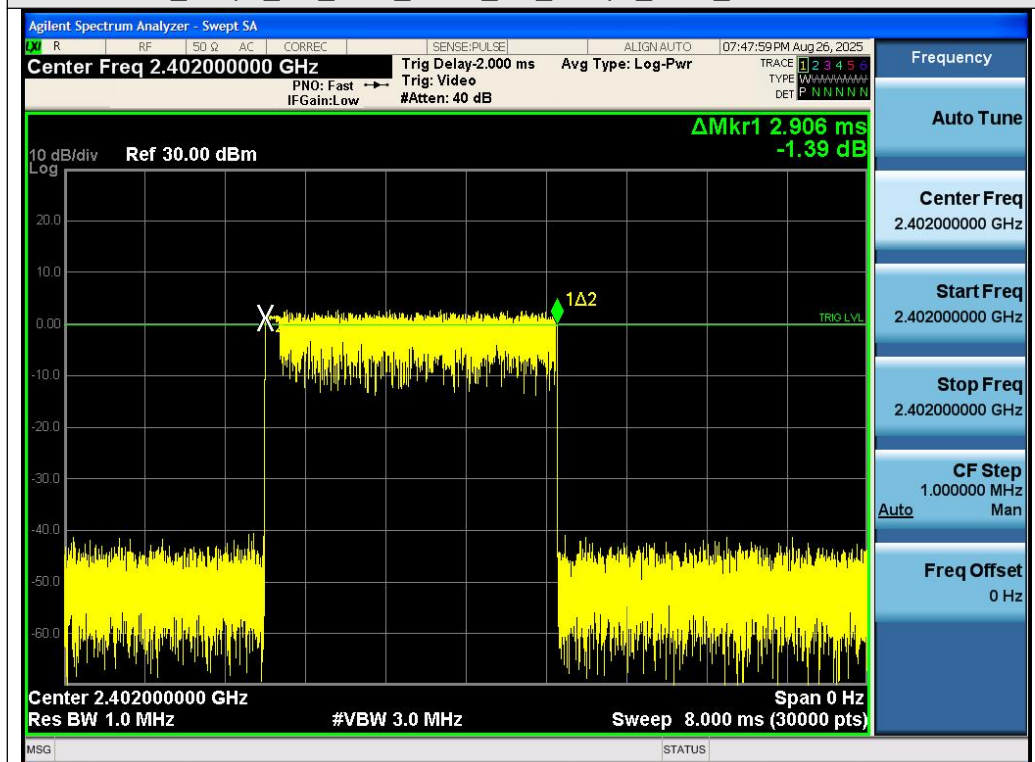 Agilent Spectrum Analyzer - Swept SA
LXI R RF 50 Ω AC CORREC SENSE:PULSE ALIGN AUTO 07:47:59 PM Aug 26, 2025
Center Freq 2.402000000 GHz Trig Delay-2.000 ms Avg Type: Log-Pwr TRACE 1 2 3 4 5 6
PNO: Fast Trig: Video TYPE WWWWWW
IFGain:Low #Atten: 40 dB DET P N N N N N
ΔMkr1 2.906 ms
-1.39 dB
10 dB/div Ref 30.00 dBm
Log
20.0
10.0
1Δ2
0.00
TRIG LVL
-10.0
-20.0
-30.0
-40.0
-50.0
-60.0
Center 2.402000000 GHz Span 0 Hz
Res BW 1.0 MHz #VBW 3.0 MHz Sweep 8.000 ms (30000 pts)
MSG STATUS
Frequency
Auto Tune
Center Freq
2.402000000 GHz
Start Freq
2.402000000 GHz
Stop Freq
2.402000000 GHz
CF Step
1.000000 MHz
Auto Man
Freq Offset
0 Hz